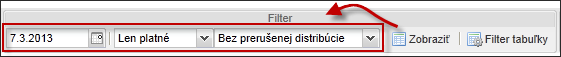 Filter
7.3.2013 Len platné Bez prerušenej distribúcie Zobraziť Filter tabuľky